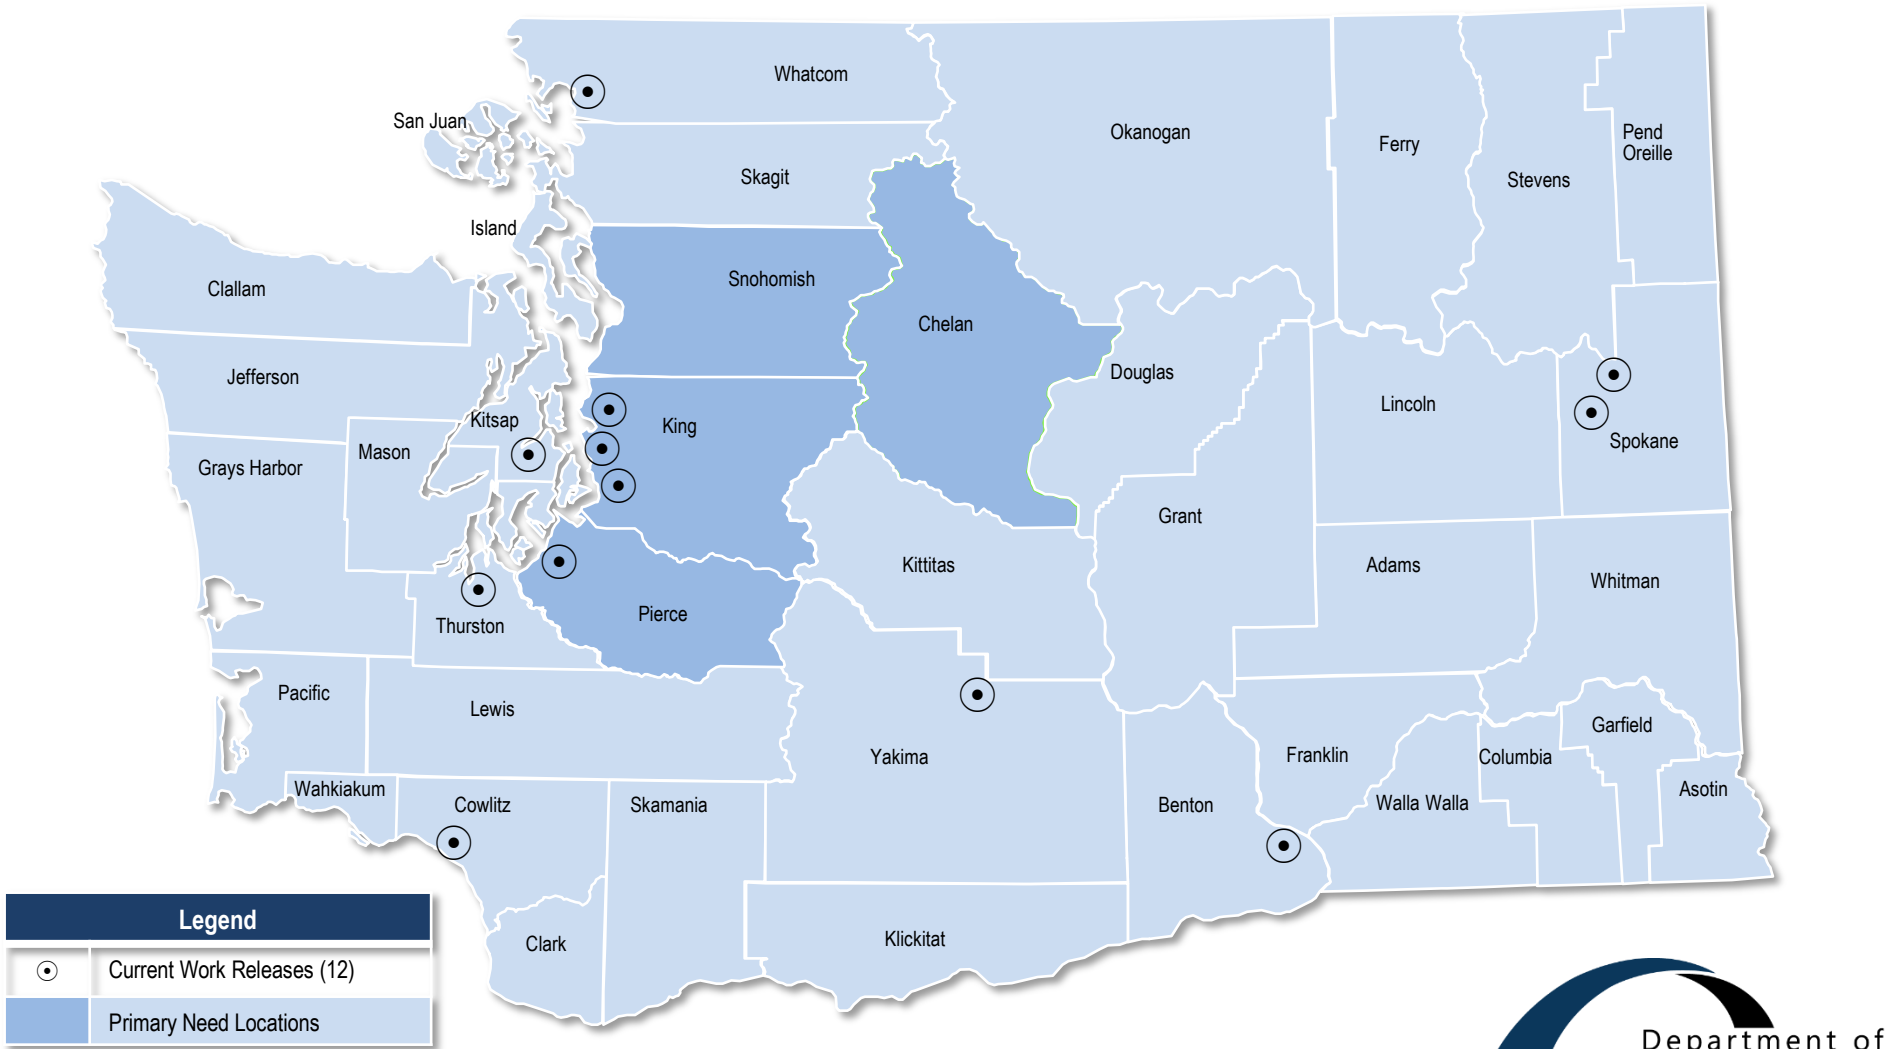 Whatcom
San Juan
Okanogan
Pend
Oreille
Ferry
Skagit
Stevens
Island
Snohomish
Clallam
Chelan
Douglas
Jefferson
Lincoln
Kitsap
King
Mason
Spokane
Grays Harbor
Grant
Kittitas
Adams
Whitman
Pierce
Thurston
Pacific
Lewis
Garfield
Yakima
Franklin
Columbia
Wahkiakum
Asotin
Cowlitz
Skamania
Benton
Walla Walla
Legend
Clark
Klickitat
Current Work Releases (12)
Primary Need Locations
Department of